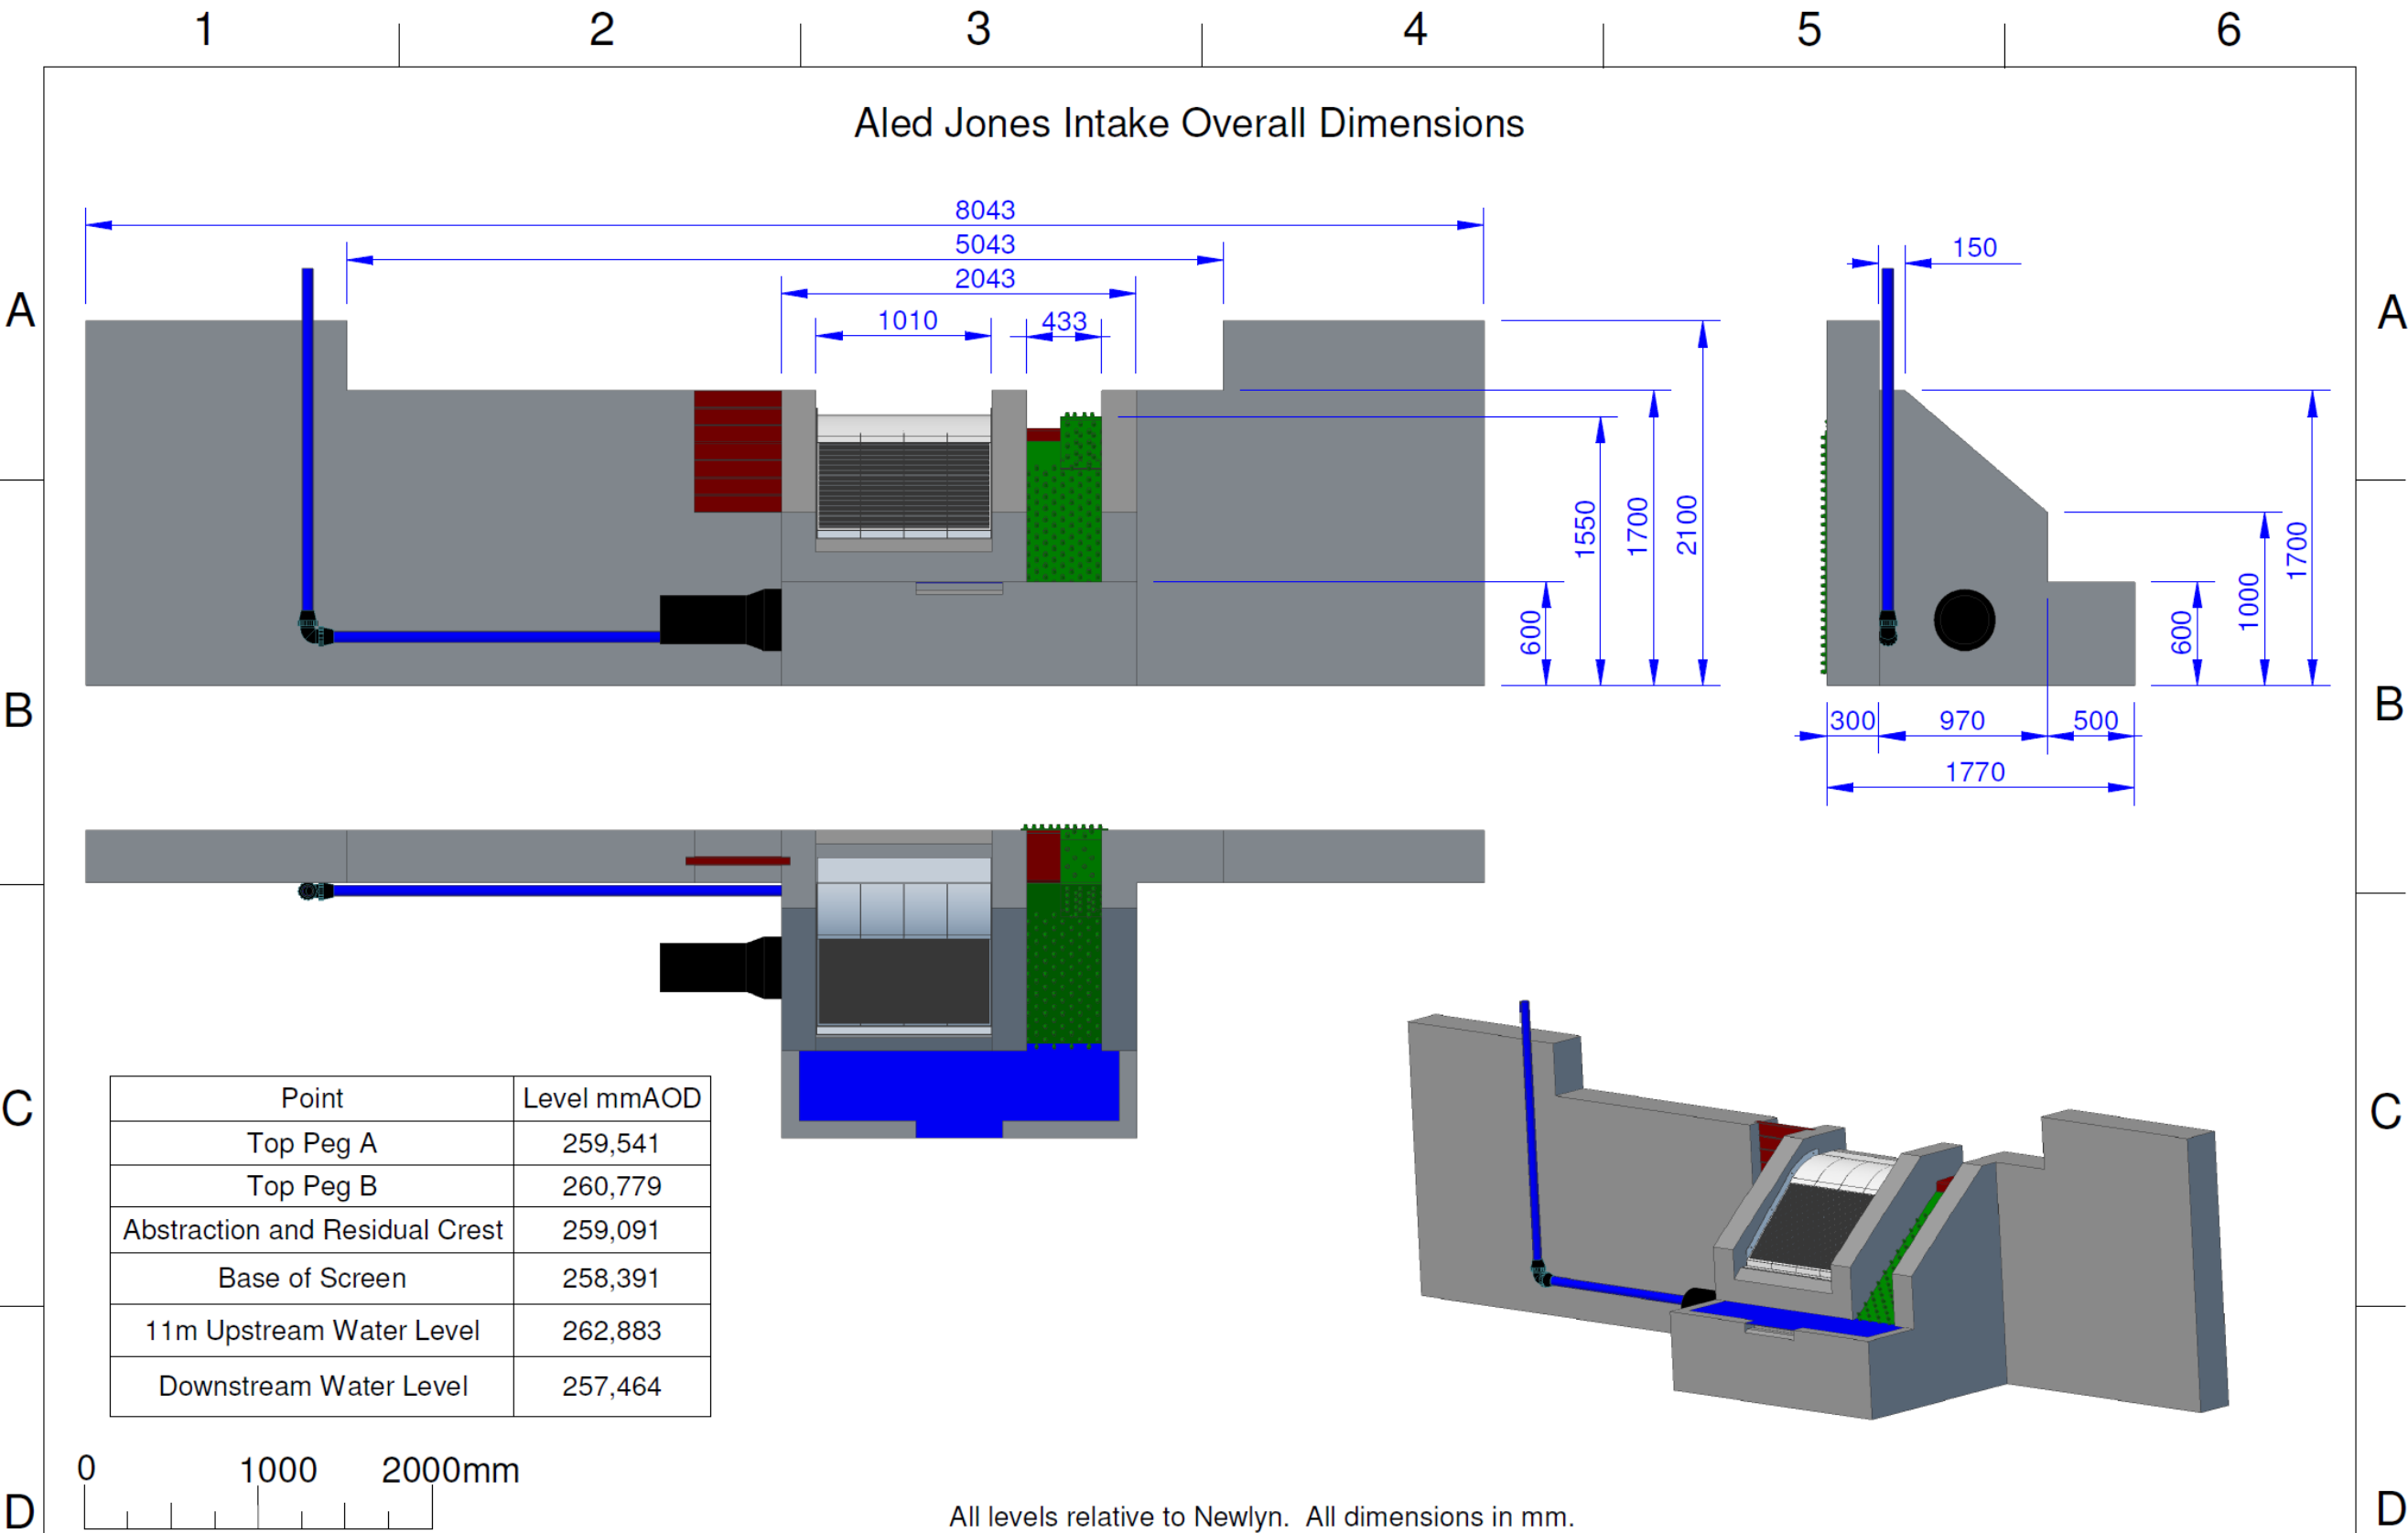 1 2 3 4 5 6
Aled Jones Intake Overall Dimensions
8043
5043
2043
1010 433
150
A A
1550 1700 2100
600
600 1000 1700
B B
300 970 500
1770
C C
Point Level mmAOD
Top Peg A 259,541
Top Peg B 260,779
Abstraction and Residual Crest 259,091
Base of Screen 258,391
11m Upstream Water Level 262,883
Downstream Water Level 257,464
0 1000 2000mm
D D
All levels relative to Newlyn. All dimensions in mm.